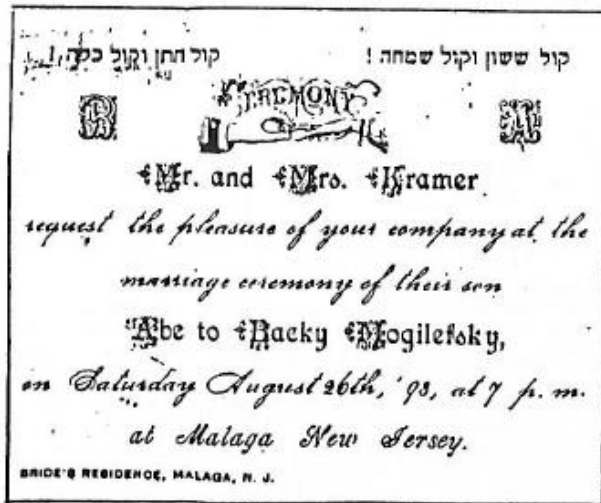 קול ששון וקול שמחה ! קול חתן וקול כלה !
CEREMONY
B
Mr. and Mrs. Kramer
request the pleasure of your company at the
marriage ceremony of their son
Abe to Backy Mogilefsky,
on Saturday August 26th, '93, at 7 p. m.
at Malaga New Jersey.
BRIDE'S RESIDENCE, MALAGA, N. J.